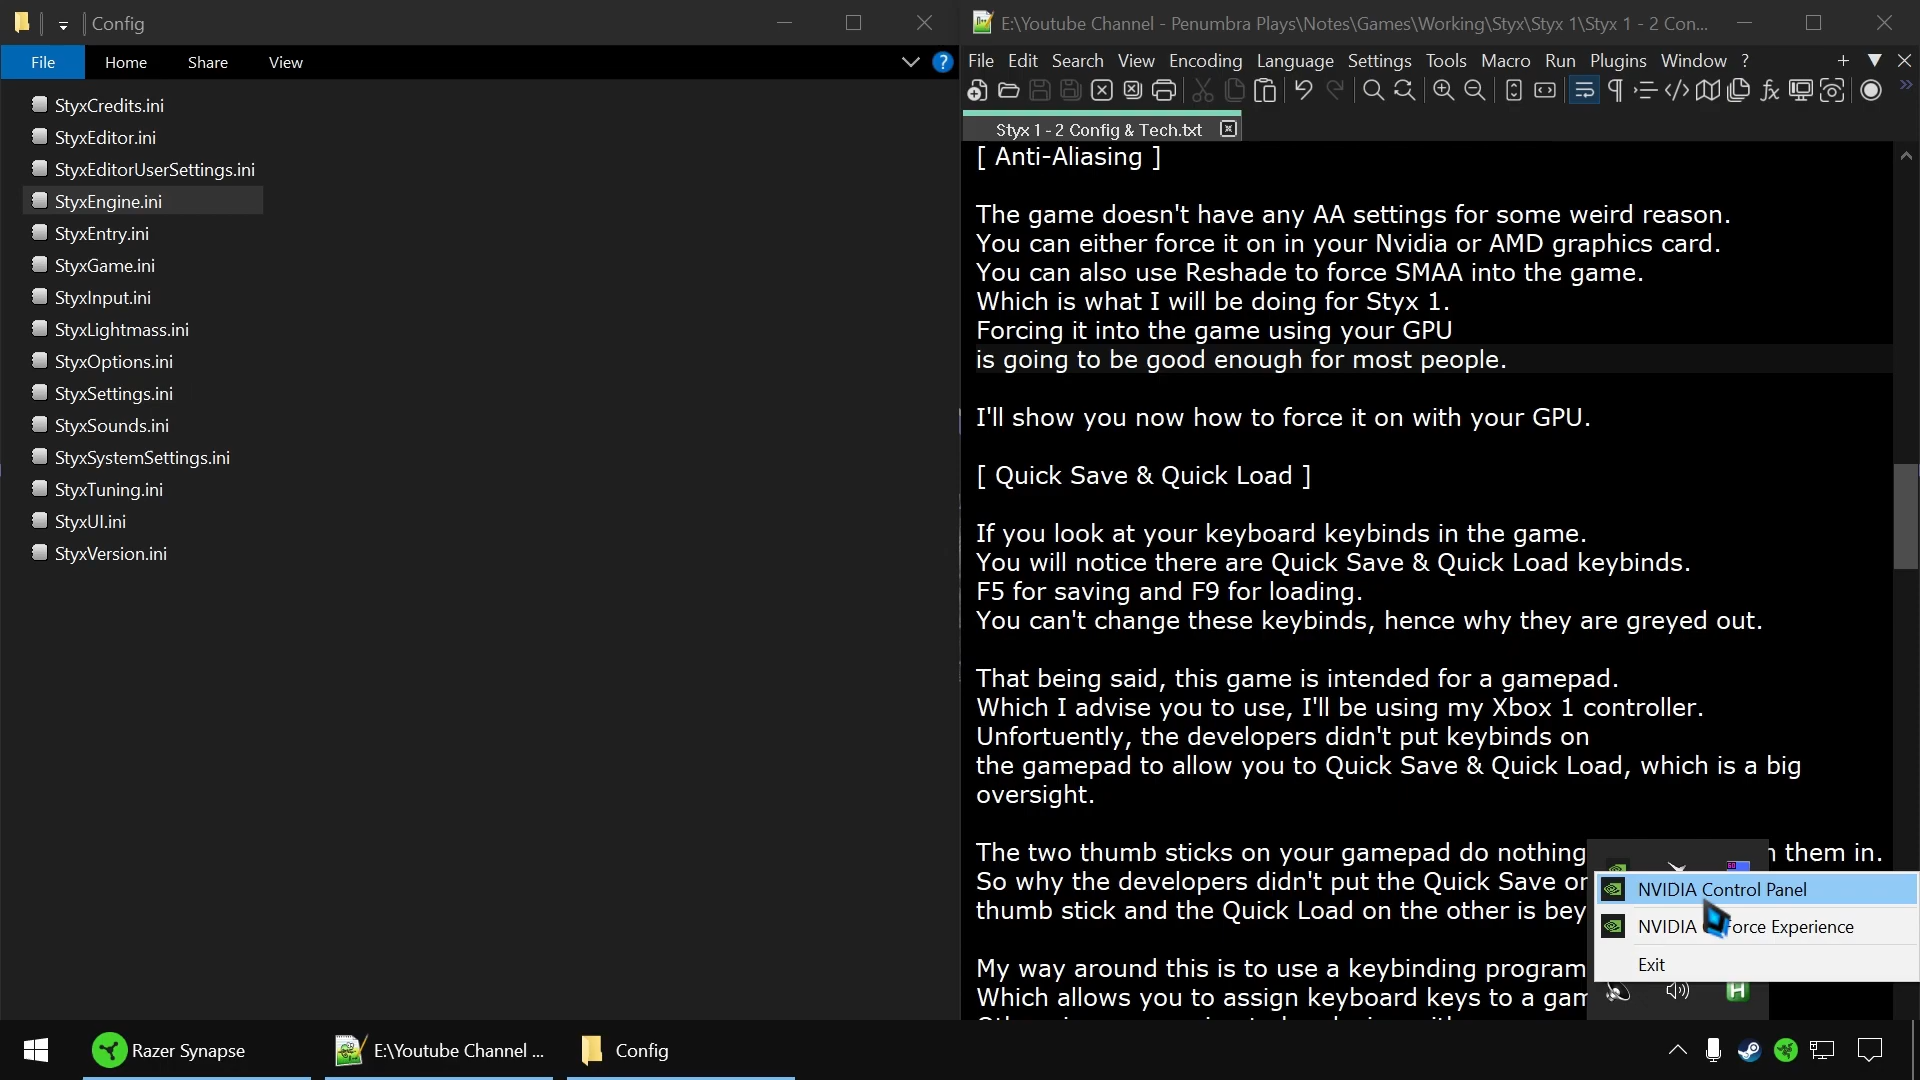 Config
File
Home
Share
View
?
StyxCredits.ini
StyxEditor.ini
StyxEditorUserSettings.ini
StyxEngine.ini
StyxEntry.ini
StyxGame.ini
StyxInput.ini
StyxLightmass.ini
StyxOptions.ini
StyxSettings.ini
StyxSounds.ini
StyxSystemSettings.ini
StyxTuning.ini
StyxUI.ini
StyxVersion.ini
E:\Youtube Channel - Penumbra Plays\Notes\Games\Working\Styx\Styx 1\Styx 1 - 2 Con...
File Edit Search View Encoding Language Settings Tools Macro Run Plugins Window ?
Styx 1 - 2 Config & Tech.txt
[ Anti-Aliasing ]
The game doesn't have any AA settings for some weird reason.
You can either force it on in your Nvidia or AMD graphics card.
You can also use Reshade to force SMAA into the game.
Which is what I will be doing for Styx 1.
Forcing it into the game using your GPU
is going to be good enough for most people.
I'll show you now how to force it on with your GPU.
[ Quick Save & Quick Load ]
If you look at your keyboard keybinds in the game.
You will notice there are Quick Save & Quick Load keybinds.
F5 for saving and F9 for loading.
You can't change these keybinds, hence why they are greyed out.
That being said, this game is intended for a gamepad.
Which I advise you to use, I'll be using my Xbox 1 controller.
Unfortuently, the developers didn't put keybinds on
the gamepad to allow you to Quick Save & Quick Load, which is a big
oversight.
The two thumb sticks on your gamepad do nothing them in.
So why the developers didn't put the Quick Save
thumb stick and the Quick Load on the other is
My way around this is to use a keybinding program
Which allows you to assign keyboard keys to a
NVIDIA Control Panel
NVIDIA Experience
Exit
Razer Synapse
E:\Youtube Channel ...
Config